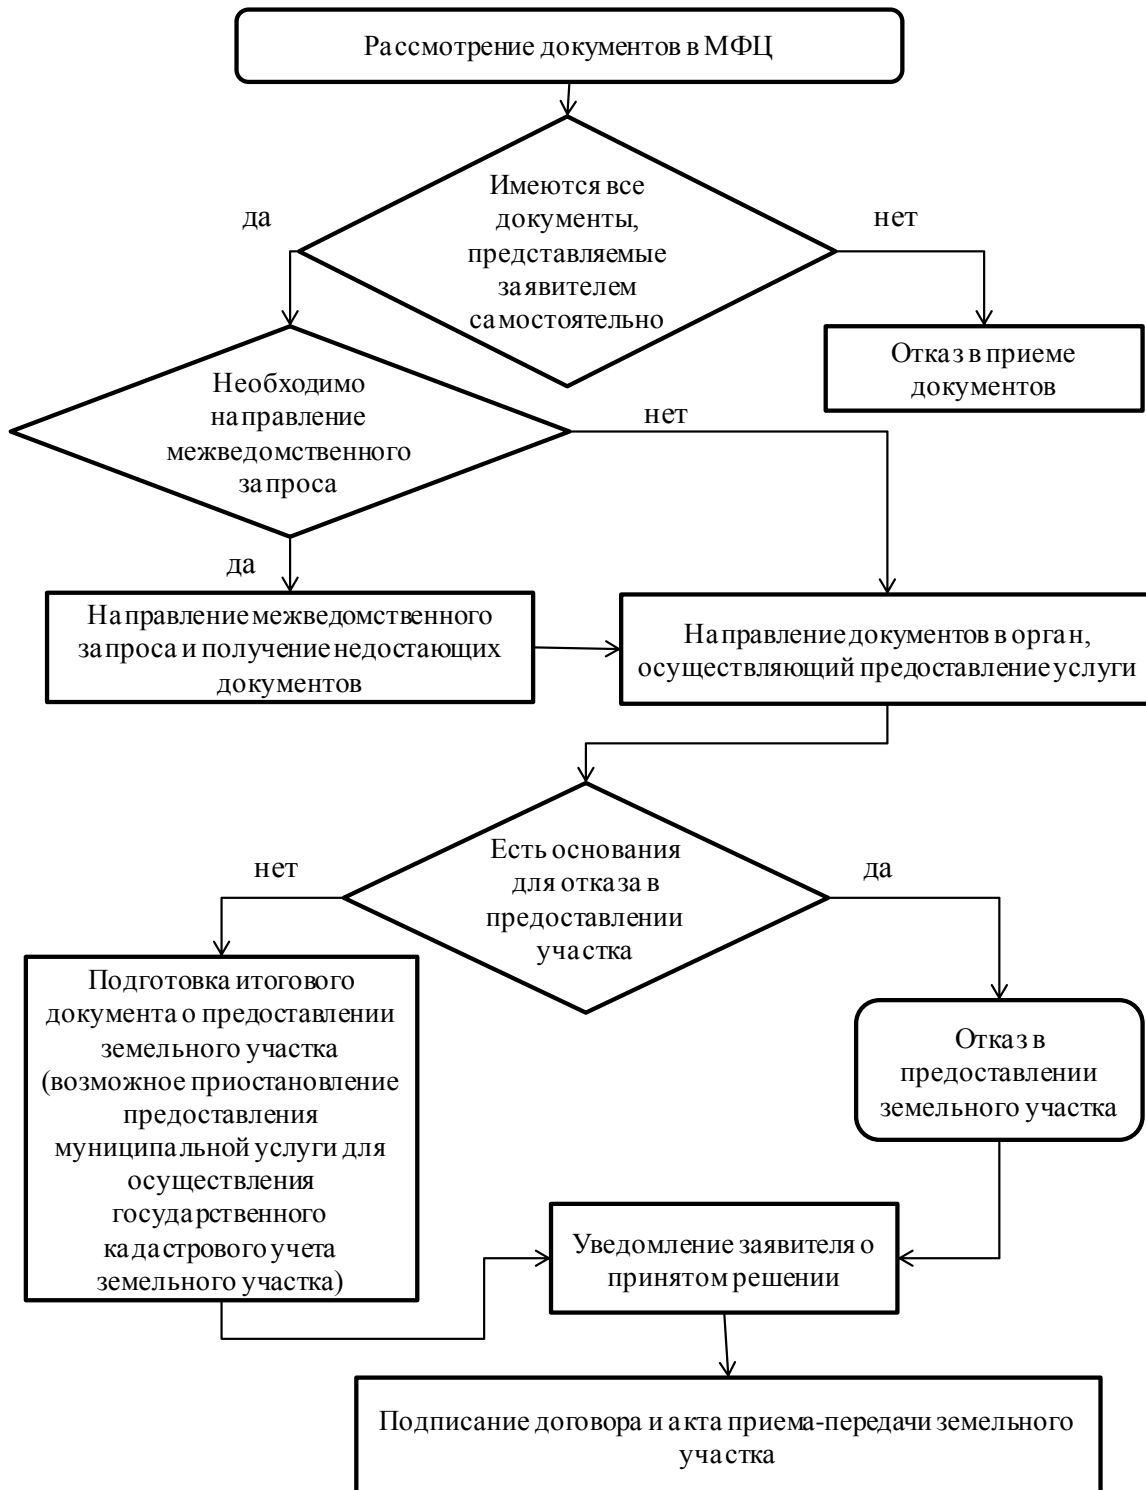 Рассмотрение документов в МФЦ
Имеются все
документы,
представляемые
заявителем
самостоятельно
да
нет
Отказ в приеме
документов
Необходимо
направление
межведомственного
запроса
нет
да
Направление межведомственного
запроса и получение недостающих
документов
Направление документов в орган,
осуществляющий предоставление услуги
Есть основания
для отказа в
предоставлении
участка
нет
да
Подготовка итогового
документа о предоставлении
земельного участка
(возможное приостановление
предоставления
муниципальной услуги для
осуществления
государственного
кадастрового учета
земельного участка)
Отказ в
предоставлении
земельного участка
Уведомление заявителя о
принятом решении
Подписание договора и акта приема-передачи земельного
участка